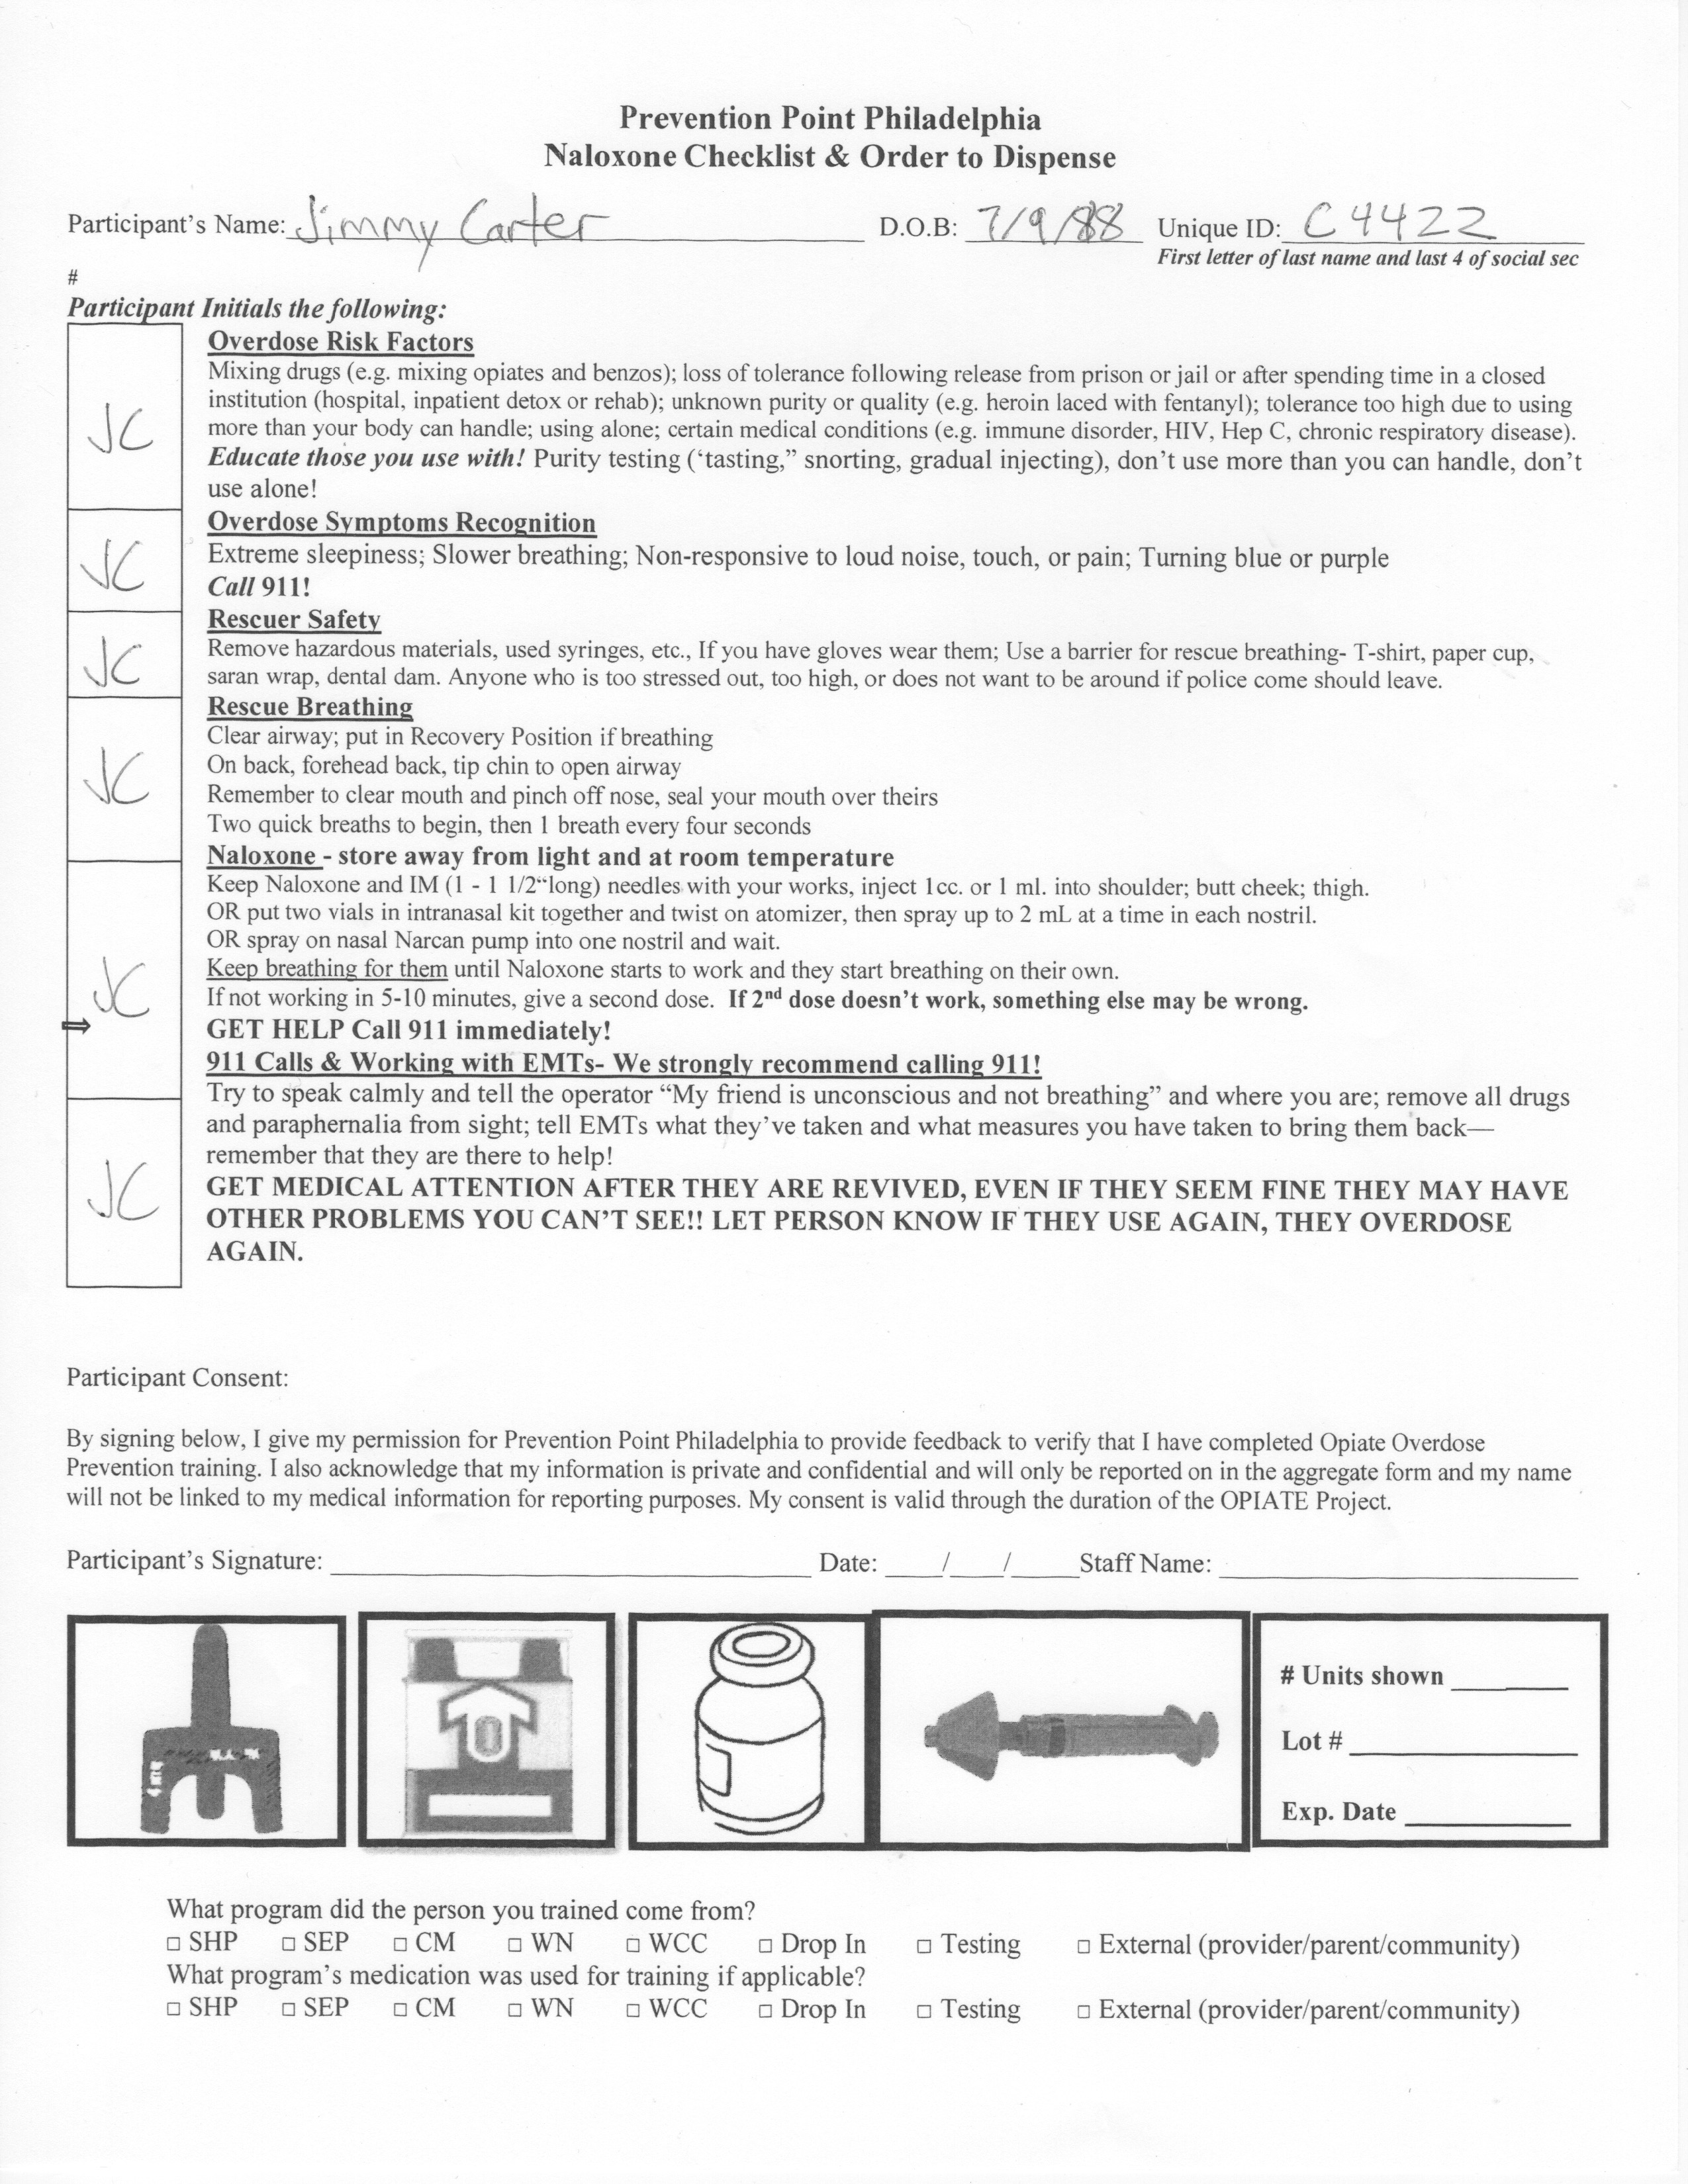 Prevention Point Philadelphia
Naloxone Checklist & Order to Dispense
Participant's Name: Jimmy Carter D.O.B: 7/9/88 Unique ID: C4422
First letter of last name and last 4 of social sec
#
Participant Initials the following:
Overdose Risk Factors
Mixing drugs (e.g. mixing opiates and benzos); loss of tolerance following release from prison or jail or after spending time in a closed
institution (hospital, inpatient detox or rehab); unknown purity or quality (e.g. heroin laced with fentanyl); tolerance too high due to using
JC more than your body can handle; using alone; certain medical conditions (e.g. immune disorder, HIV, Hep C, chronic respiratory disease).
Educate those you use with! Purity testing ('tasting," snorting, gradual injecting), don't use more than you can handle, don't
use alone!
Overdose Symptoms Recognition
JC Extreme sleepiness; Slower breathing; Non-responsive to loud noise, touch, or pain; Turning blue or purple
Call 911!
Rescuer Safety
JC Remove hazardous materials, used syringes, etc., If you have gloves wear them; Use a barrier for rescue breathing- T-shirt, paper cup,
saran wrap, dental dam. Anyone who is too stressed out, too high, or does not want to be around if police come should leave.
Rescue Breathing
Clear airway; put in Recovery Position if breathing
JC On back, forehead back, tip chin to open airway
Remember to clear mouth and pinch off nose, seal your mouth over theirs
Two quick breaths to begin, then 1 breath every four seconds
Naloxone - store away from light and at room temperature
Keep Naloxone and IM (1 - 1 1/2"long) needles with your works, inject 1cc. or 1 ml. into shoulder; butt cheek; thigh.
OR put two vials in intranasal kit together and twist on atomizer, then spray up to 2 mL at a time in each nostril.
OR spray on nasal Narcan pump into one nostril and wait.
JC Keep breathing for them until Naloxone starts to work and they start breathing on their own.
If not working in 5-10 minutes, give a second dose. If 2nd dose doesn't work, something else may be wrong.
⇒ GET HELP Call 911 immediately!
911 Calls & Working with EMTs- We strongly recommend calling 911!
Try to speak calmly and tell the operator "My friend is unconscious and not breathing" and where you are; remove all drugs
and paraphernalia from sight; tell EMTs what they've taken and what measures you have taken to bring them back—
remember that they are there to help!
JC GET MEDICAL ATTENTION AFTER THEY ARE REVIVED, EVEN IF THEY SEEM FINE THEY MAY HAVE
OTHER PROBLEMS YOU CAN'T SEE!! LET PERSON KNOW IF THEY USE AGAIN, THEY OVERDOSE
AGAIN.
Participant Consent:
By signing below, I give my permission for Prevention Point Philadelphia to provide feedback to verify that I have completed Opiate Overdose
Prevention training. I also acknowledge that my information is private and confidential and will only be reported on in the aggregate form and my name
will not be linked to my medical information for reporting purposes. My consent is valid through the duration of the OPIATE Project.
Participant's Signature: ______ Date: ____/____/_____Staff Name: ______
# Units shown ______
Lot # ______
Exp. Date ______
What program did the person you trained come from?
□ SHP □ SEP □ CM □ WN □ WCC □ Drop In □ Testing □ External (provider/parent/community)
What program's medication was used for training if applicable?
□ SHP □ SEP □ CM □ WN □ WCC □ Drop In □ Testing □ External (provider/parent/community)